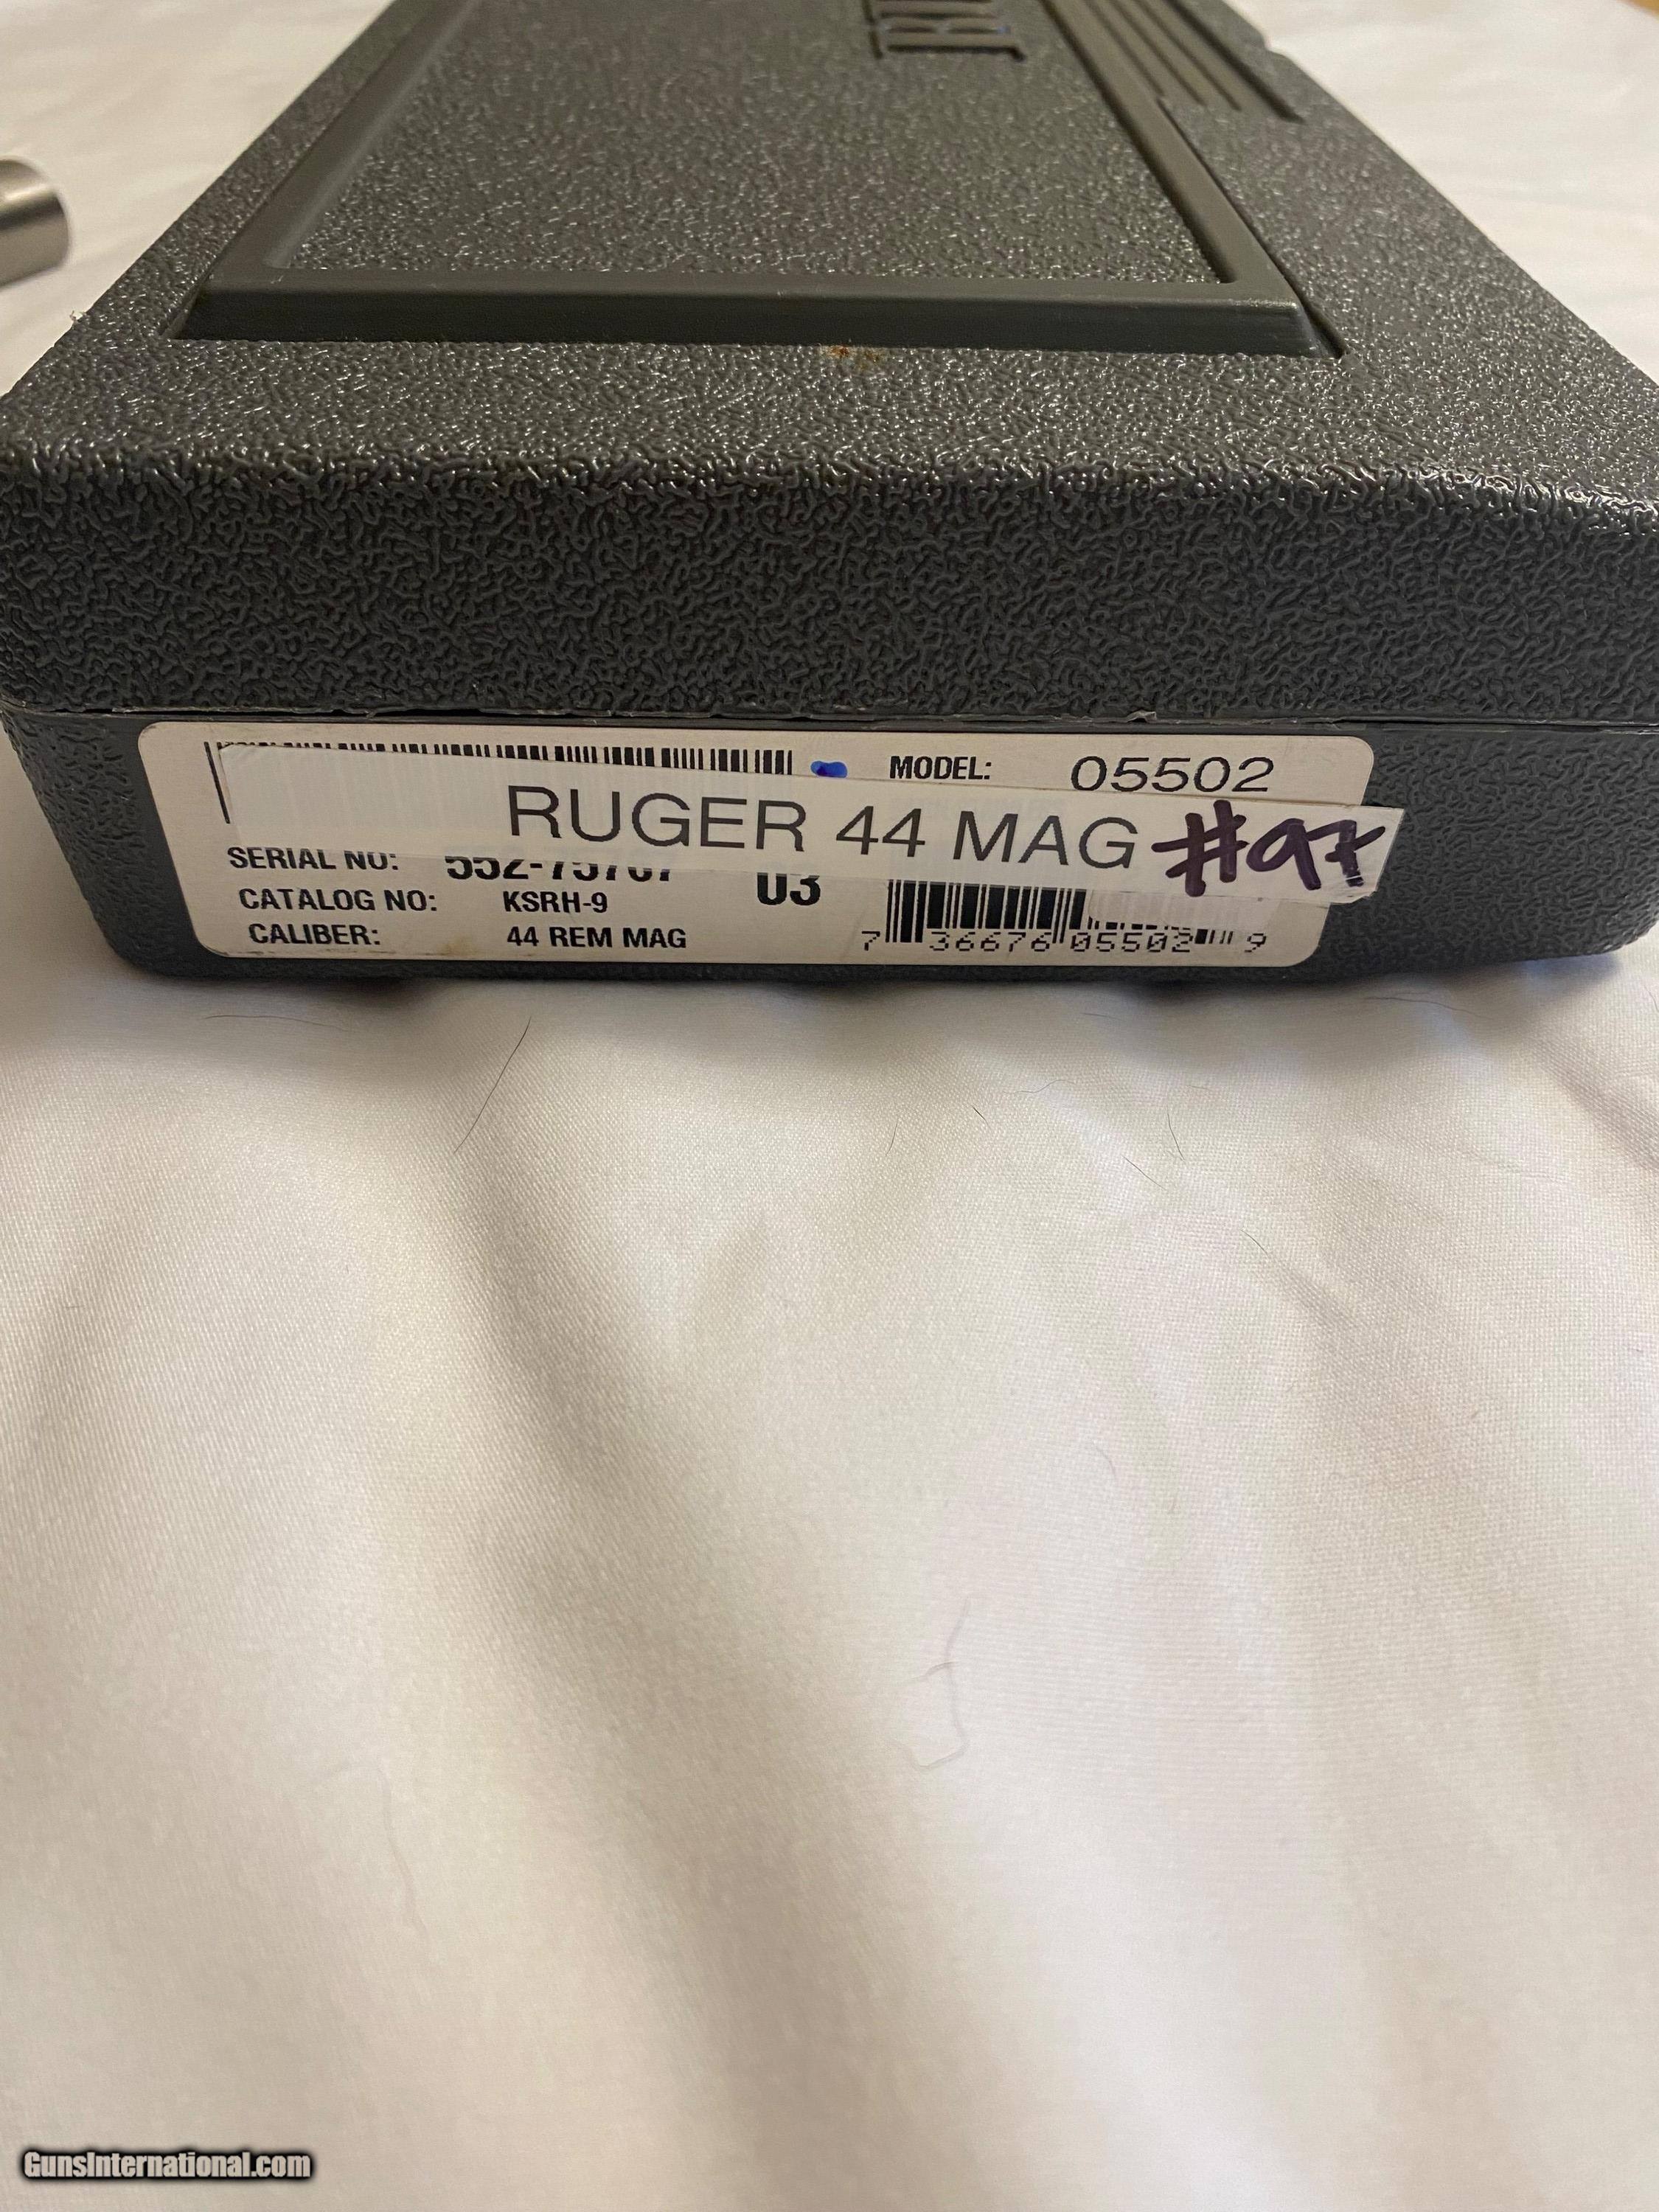 MODEL: 05502
RUGER 44 MAG #97
SERIAL NO:
CATALOG NO: KSRH-9
CALIBER: 44 REM MAG
7 36676 05502 9
GunsInternational.com